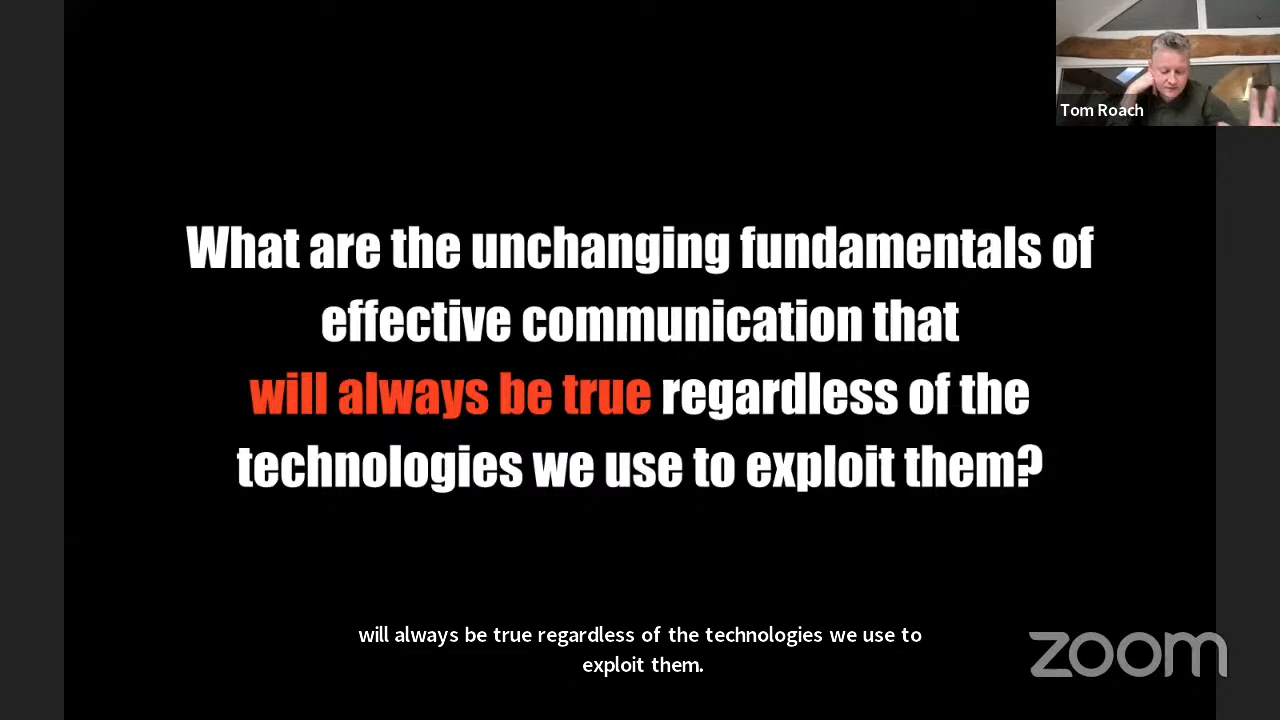 Tom Roach
What are the unchanging fundamentals of
effective communication that
will always be true regardless of the
technologies we use to exploit them?
will always be true regardless of the technologies we use to
exploit them.
zoom